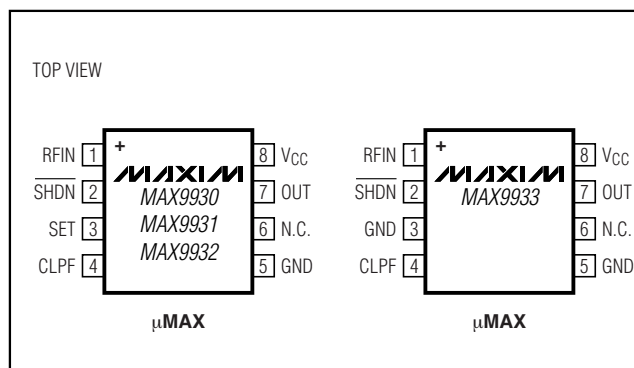 TOP VIEW
RFIN 1
SHDN 2
SET 3
CLPF 4
+
MAXIM
MAX9930
MAX9931
MAX9932
8 VCC
7 OUT
6 N.C.
5 GND
µMAX
RFIN 1
SHDN 2
GND 3
CLPF 4
+
MAXIM
MAX9933
8 VCC
7 OUT
6 N.C.
5 GND
µMAX